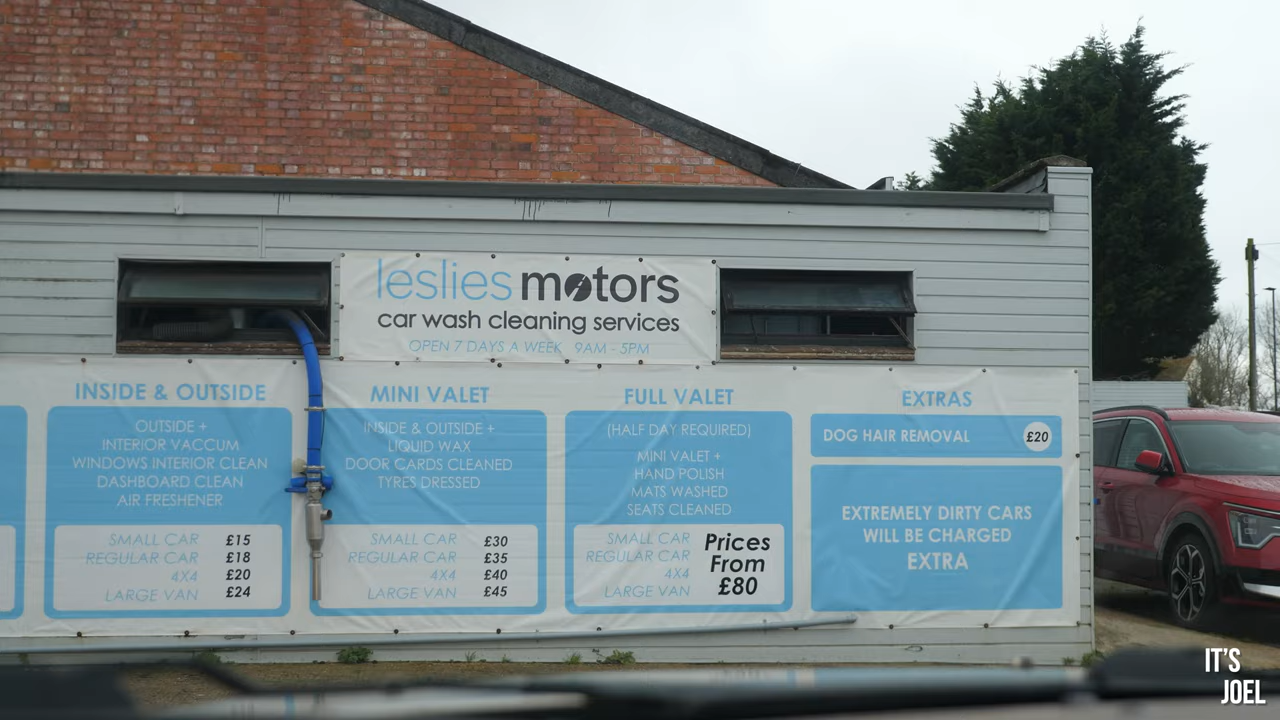 leslies motors
car wash cleaning services
OPEN 7 DAYS A WEEK 9AM - 5PM
INSIDE & OUTSIDE
OUTSIDE +
INTERIOR VACCUM
WINDOWS INTERIOR CLEAN
DASHBOARD CLEAN
AIR FRESHENER
SMALL CAR £15
REGULAR CAR £18
4X4 £20
LARGE VAN £24
MINI VALET
INSIDE & OUTSIDE +
LIQUID WAX
DOOR CARDS CLEANED
TYRES DRESSED
SMALL CAR £30
REGULAR CAR £35
4X4 £40
LARGE VAN £45
FULL VALET
(HALF DAY REQUIRED)
MINI VALET +
HAND POLISH
MATS WASHED
SEATS CLEANED
SMALL CAR
REGULAR CAR
4X4
LARGE VAN
Prices
From
£80
EXTRAS
DOG HAIR REMOVAL £20
EXTREMELY DIRTY CARS
WILL BE CHARGED
EXTRA
IT'S
JOEL